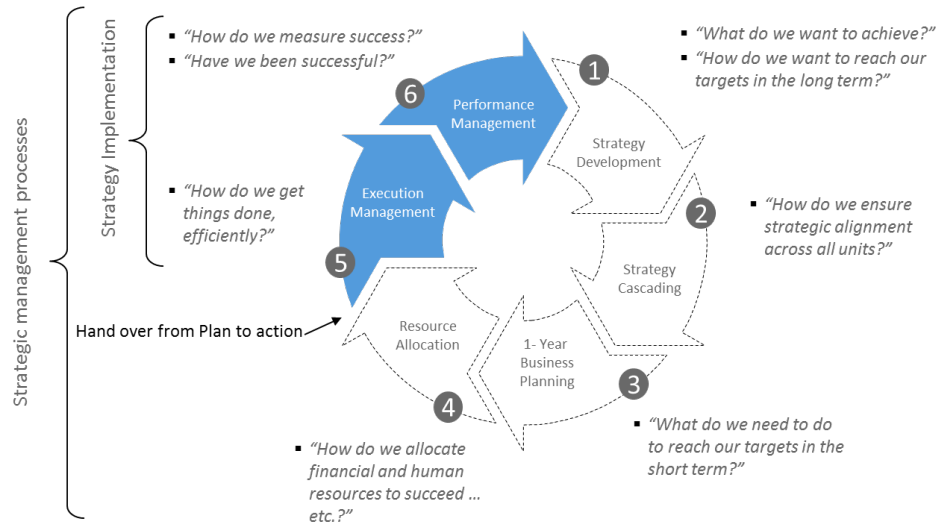 Strategic management processes
Strategy Implementation
▪ “How do we measure success?”
▪ “Have we been successful?”
▪ “How do we get
things done,
efficiently?”
Hand over from Plan to action
6
Performance
Management
5
Execution
Management
1
Strategy
Development
▪ “What do we want to achieve?”
▪ “How do we want to reach our
targets in the long term?”
2
Strategy
Cascading
▪ “How do we ensure
strategic alignment
across all units?”
3
1- Year
Business
Planning
▪ “What do we need to do
to reach our targets in the
short term?”
4
Resource
Allocation
▪ “How do we allocate
financial and human
resources to succeed ...
etc.?”